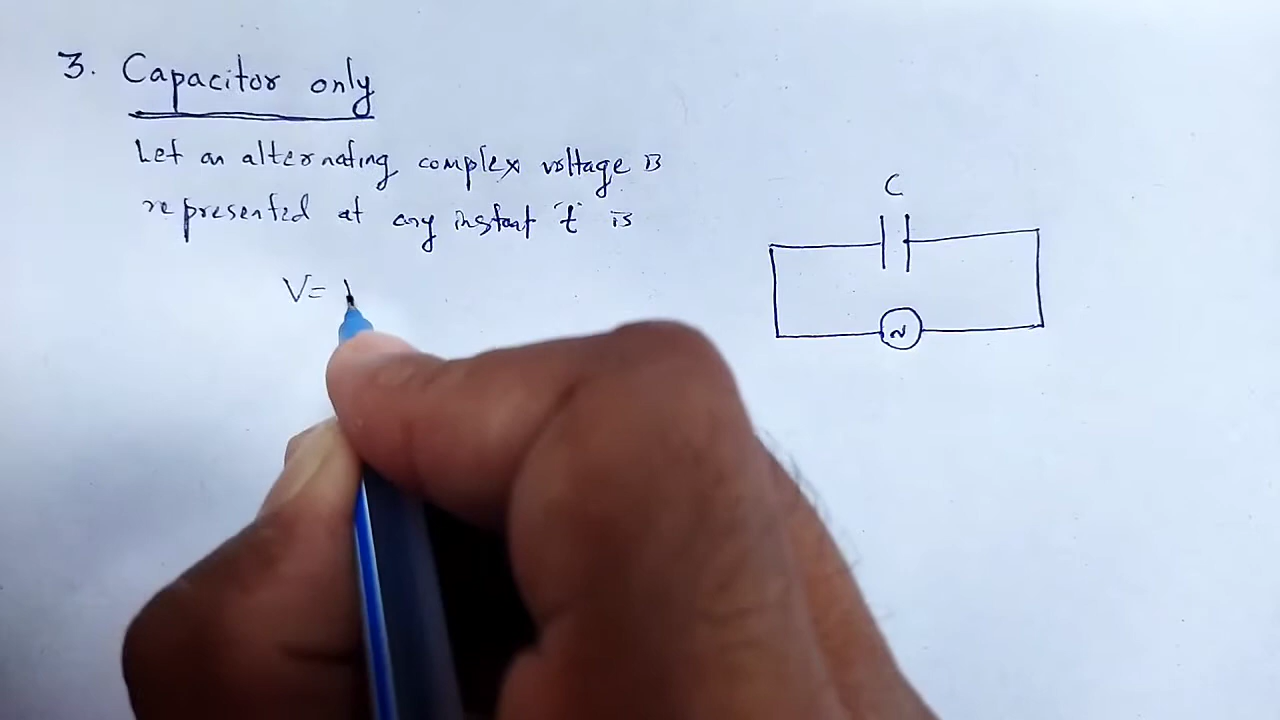 3. Capacitor only
Let an alternating complex voltage is
represented at any instant 't' is
V=
C
~